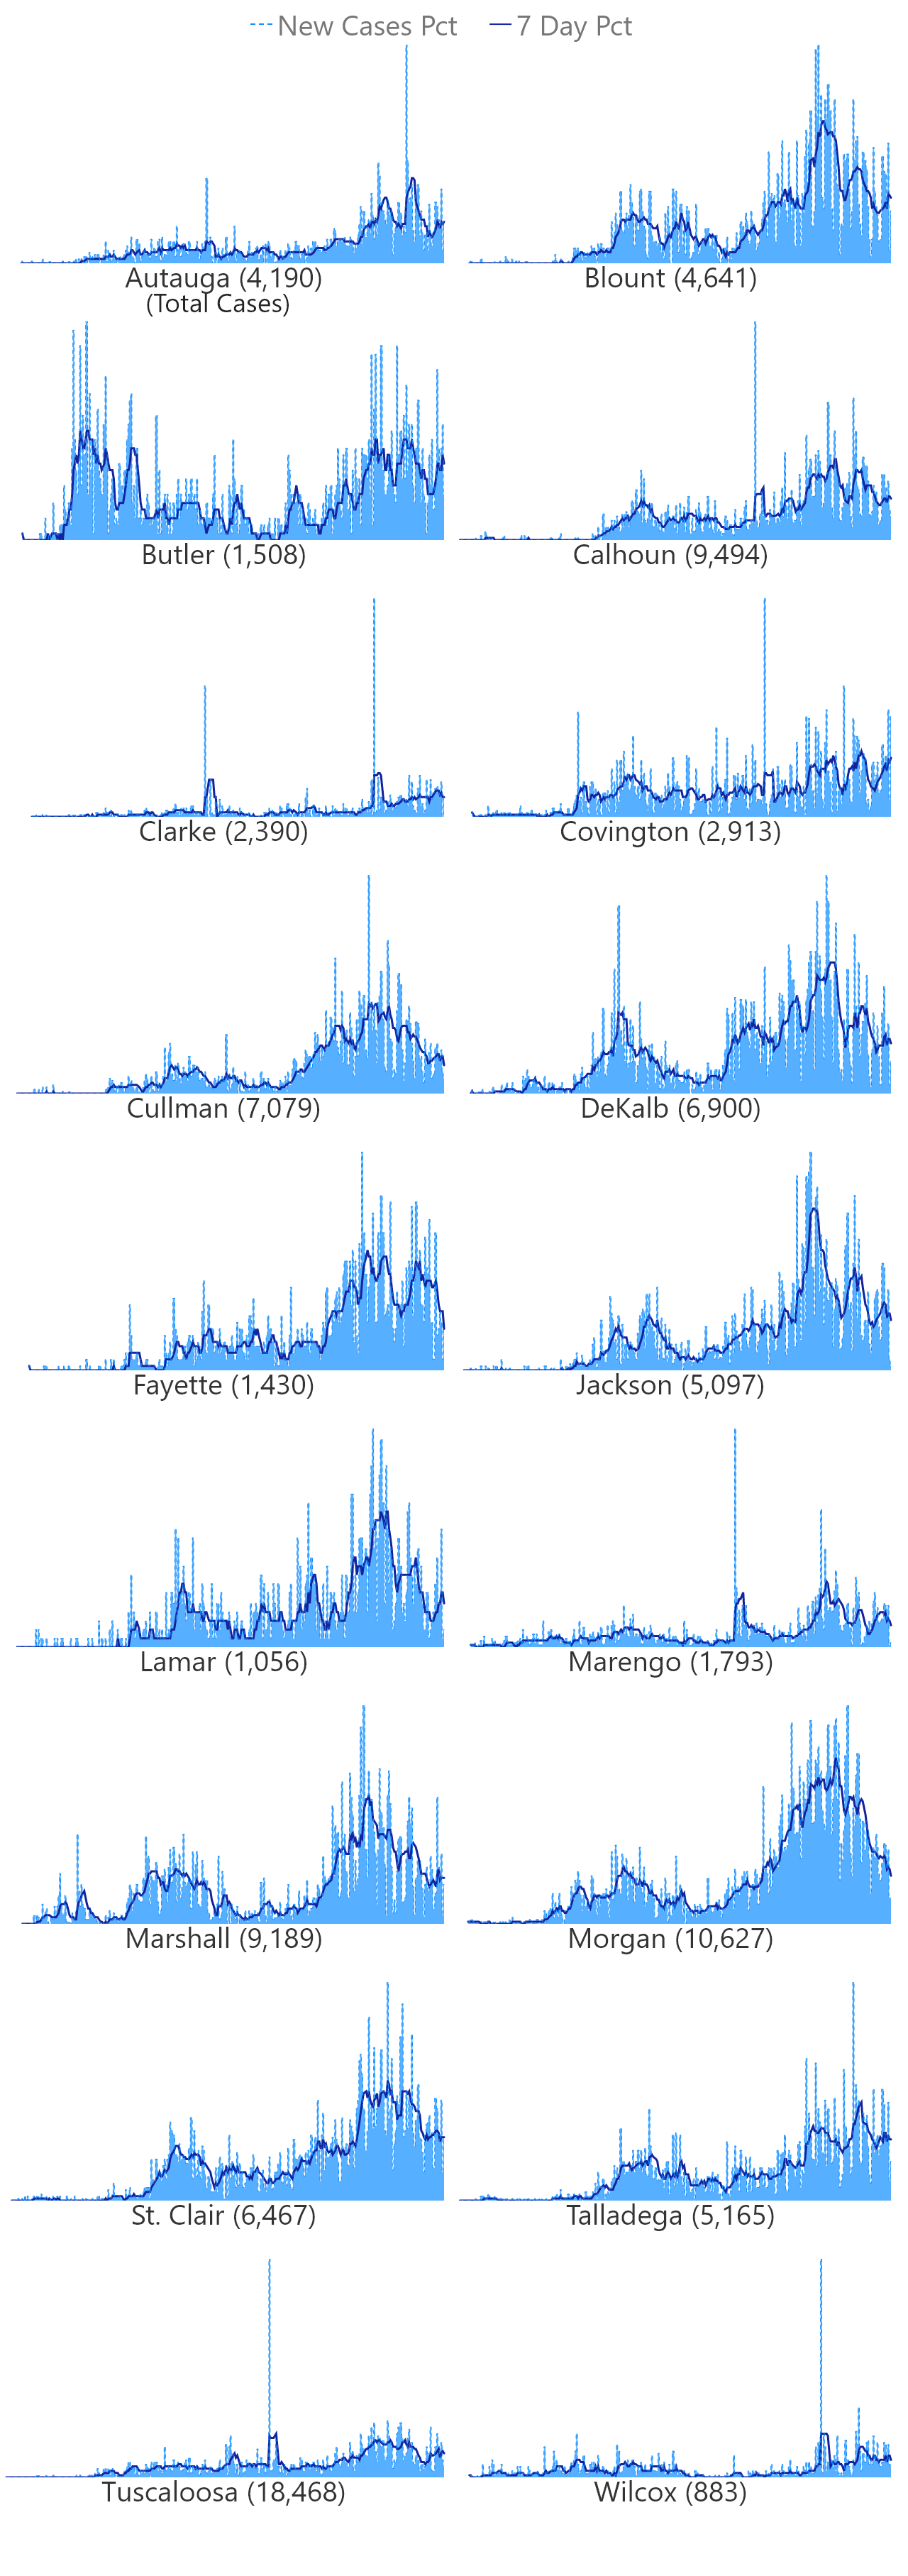 New Cases Pct 7 Day Pct
Autauga (4,190) Blount (4,641)
(Total Cases)
Butler (1,508) Calhoun (9,494)
Clarke (2,390) Covington (2,913)
Cullman (7,079) DeKalb (6,900)
Fayette (1,430) Jackson (5,097)
Lamar (1,056) Marengo (1,793)
Marshall (9,189) Morgan (10,627)
St. Clair (6,467) Talladega (5,165)
Tuscaloosa (18,468) Wilcox (883)